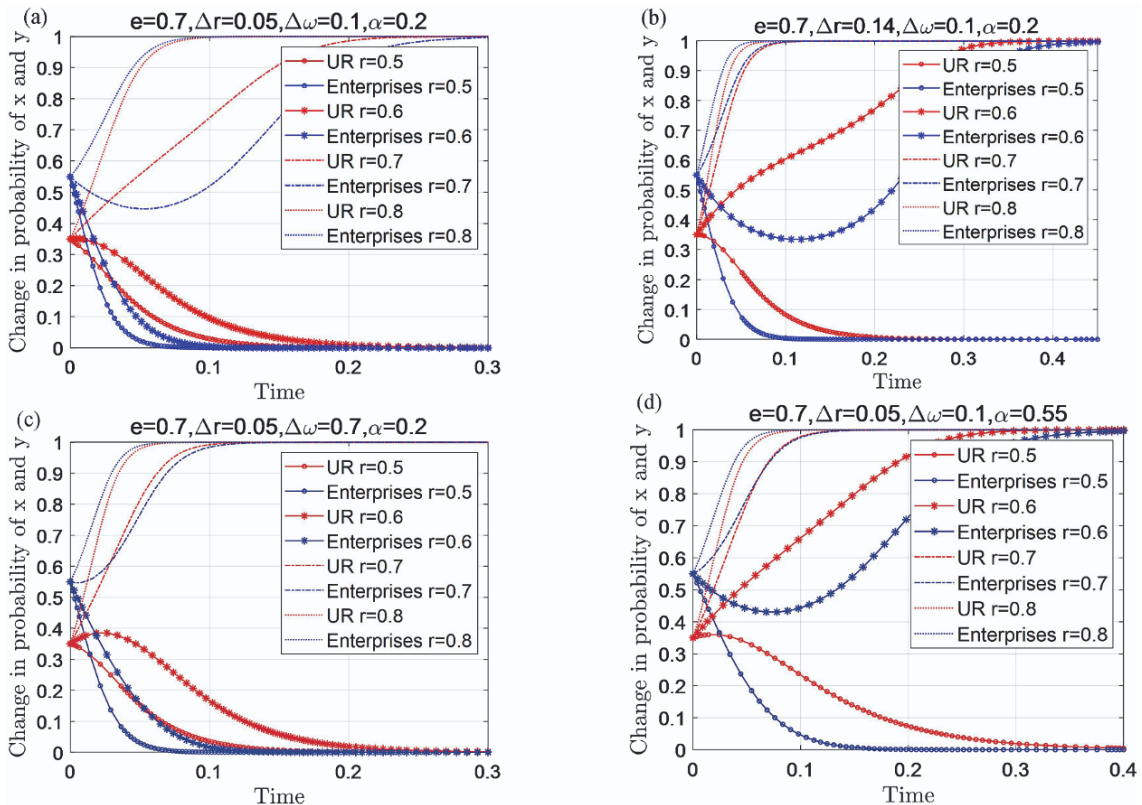 (a)
e=0.7,Δr=0.05,Δω=0.1,α=0.2
Change in probability of x and y
1
0.9
0.8
0.7
0.6
0.5
0.4
0.3
0.2
0.1
0
UR r=0.5
Enterprises r=0.5
UR r=0.6
Enterprises r=0.6
UR r=0.7
Enterprises r=0.7
UR r=0.8
Enterprises r=0.8
0 0.1 0.2 0.3
Time
(b)
e=0.7,Δr=0.14,Δω=0.1,α=0.2
Change in probability of x and y
1
0.9
0.8
0.7
0.6
0.5
0.4
0.3
0.2
0.1
0
UR r=0.5
Enterprises r=0.5
UR r=0.6
Enterprises r=0.6
UR r=0.7
Enterprises r=0.7
UR r=0.8
Enterprises r=0.8
0 0.1 0.2 0.3 0.4
Time
(c)
e=0.7,Δr=0.05,Δω=0.7,α=0.2
Change in probability of x and y
1
0.9
0.8
0.7
0.6
0.5
0.4
0.3
0.2
0.1
0
UR r=0.5
Enterprises r=0.5
UR r=0.6
Enterprises r=0.6
UR r=0.7
Enterprises r=0.7
UR r=0.8
Enterprises r=0.8
0 0.1 0.2 0.3
Time
(d)
e=0.7,Δr=0.05,Δω=0.1,α=0.55
Change in probability of x and y
1
0.9
0.8
0.7
0.6
0.5
0.4
0.3
0.2
0.1
0
UR r=0.5
Enterprises r=0.5
UR r=0.6
Enterprises r=0.6
UR r=0.7
Enterprises r=0.7
UR r=0.8
Enterprises r=0.8
0 0.1 0.2 0.3 0.4
Time